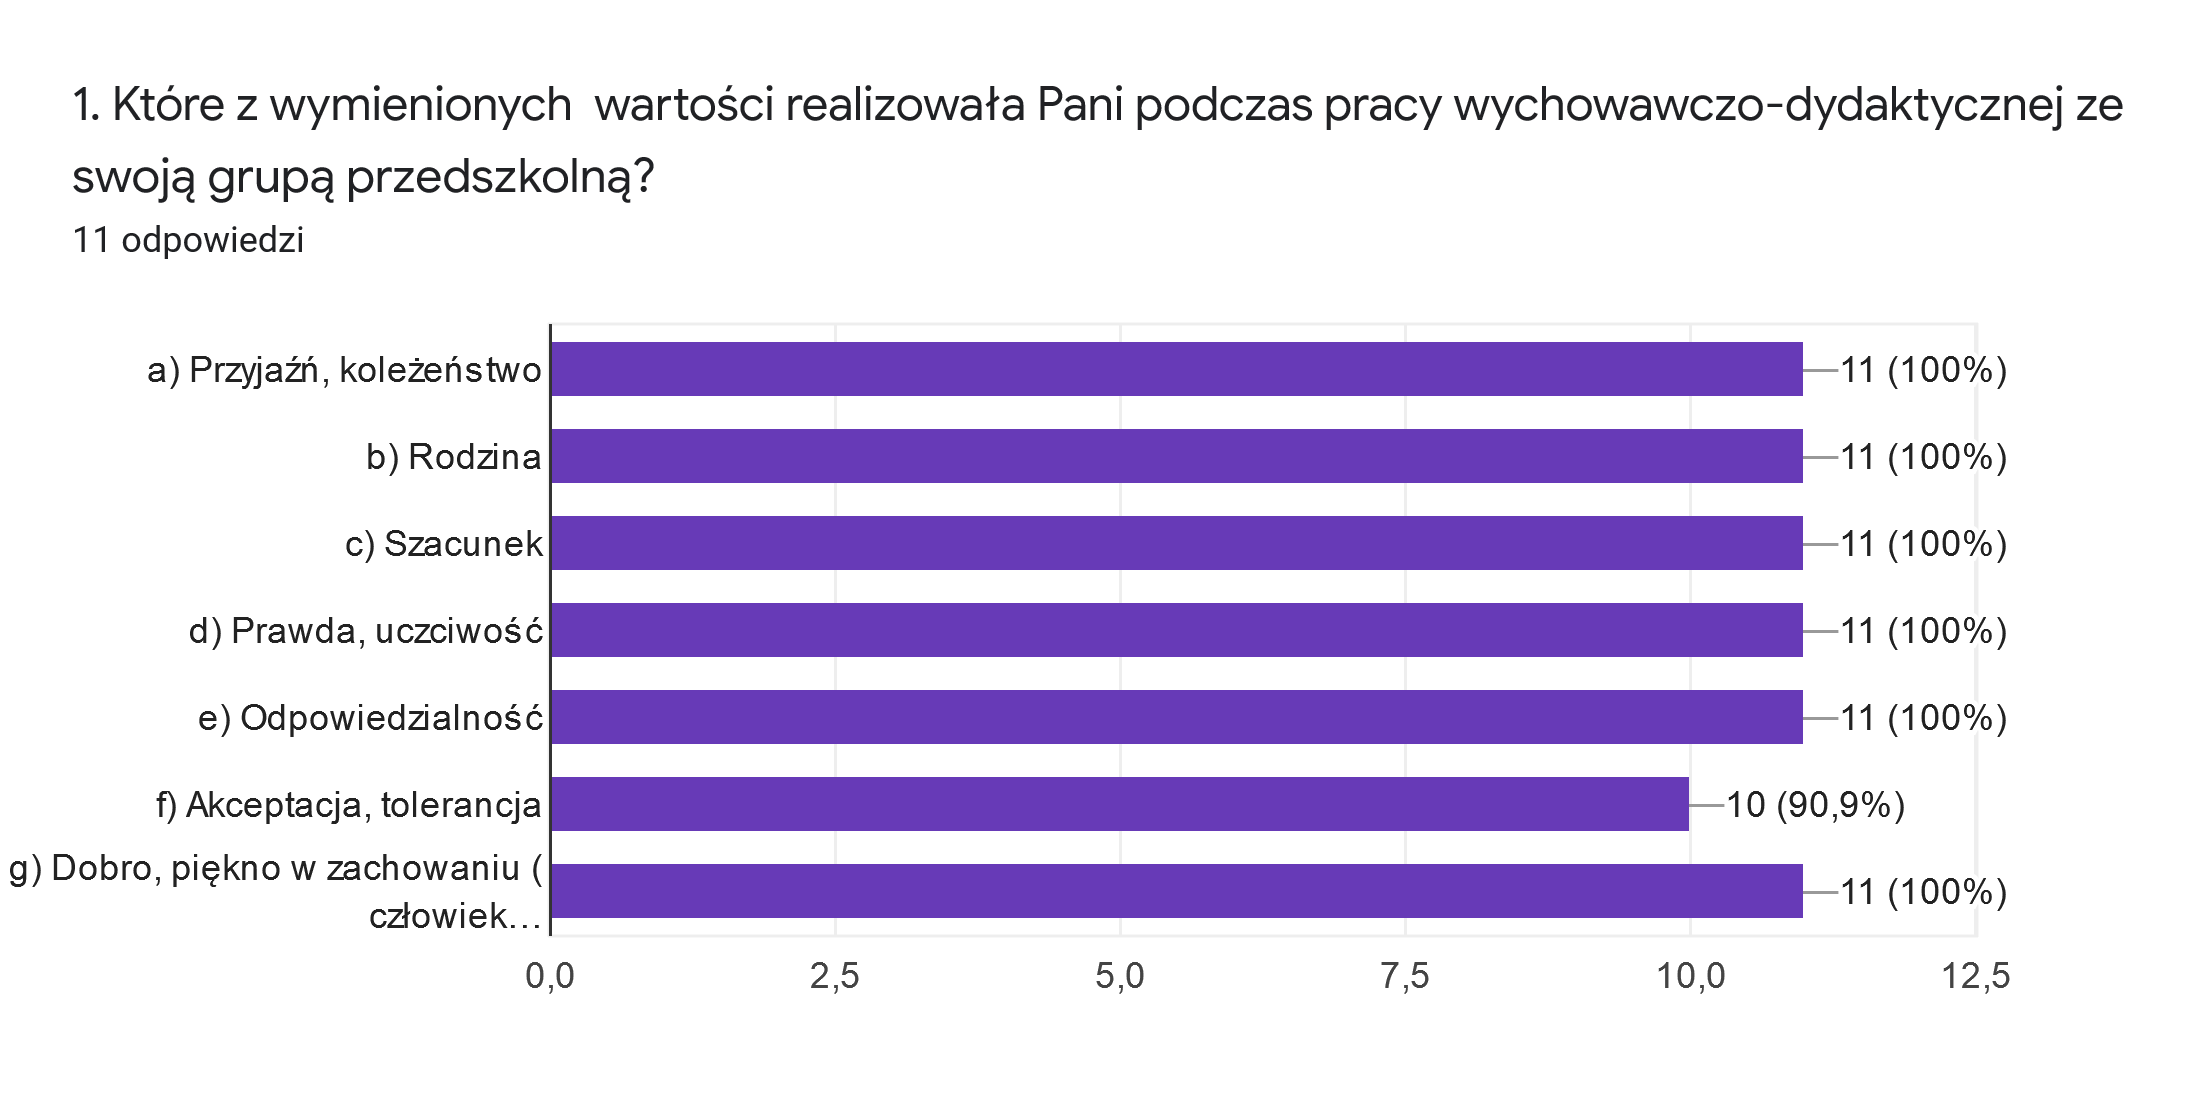 1. Które z wymienionych  wartości realizowała Pani podczas pracy wychowawczo-dydaktycznej ze
swoją grupą przedszkolną?
11 odpowiedzi
a) Przyjaźń, koleżeństwo
11 (100%)
b) Rodzina
11 (100%)
c) Szacunek
11 (100%)
d) Prawda, uczciwość
11 (100%)
e) Odpowiedzialność
11 (100%)
f) Akceptacja, tolerancja
10 (90,9%)
g) Dobro, piękno w zachowaniu (
człowiek…
11 (100%)
0,0 2,5 5,0 7,5 10,0 12,5